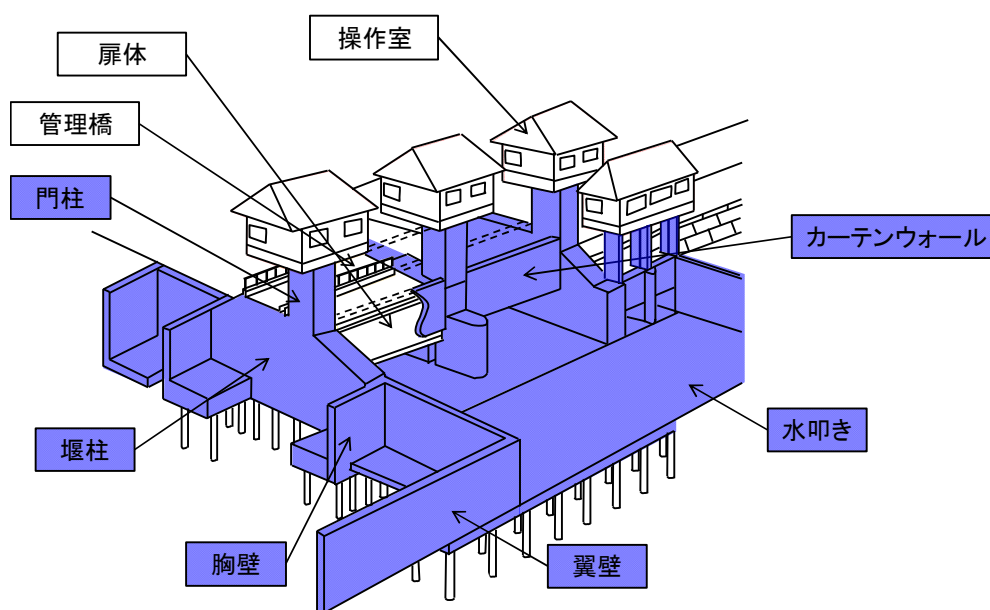 操作室
扉体
管理橋
門柱
カーテンウォール
水叩き
堰柱
胸壁
翼壁